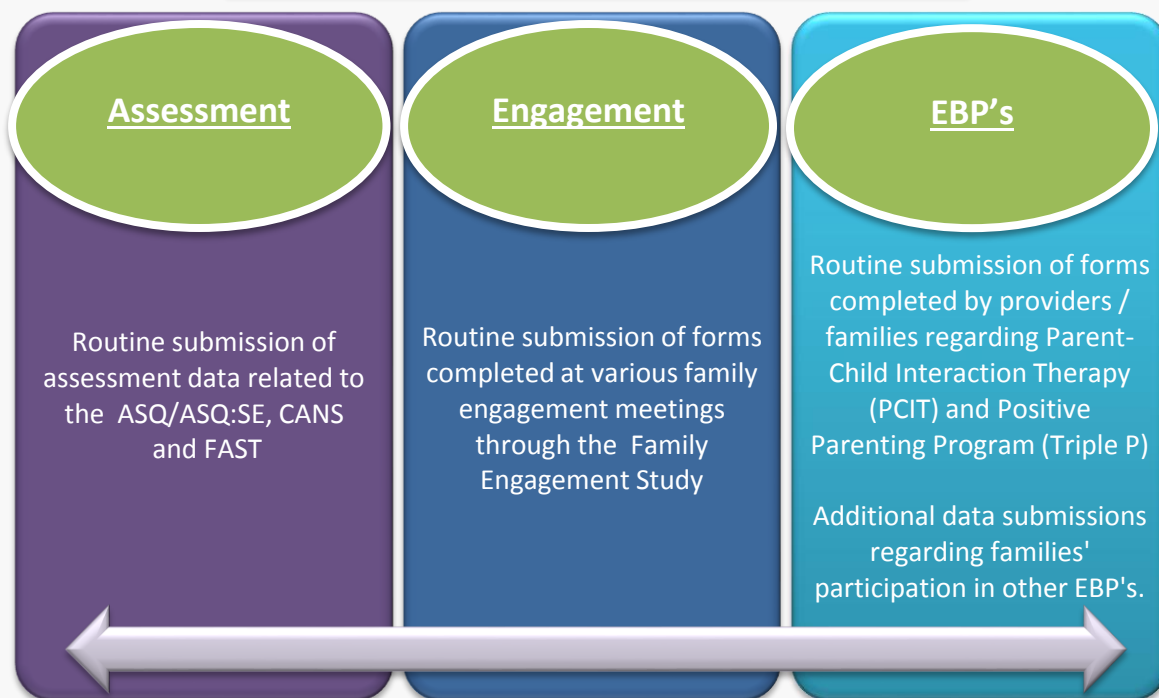 Assessment
Routine submission of
assessment data related to
the ASQ/ASQ:SE, CANS
and FAST
Engagement
Routine submission of forms
completed at various family
engagement meetings
through the Family
Engagement Study
EBP's
Routine submission of forms
completed by providers /
families regarding Parent-
Child Interaction Therapy
(PCIT) and Positive
Parenting Program (Triple P)
Additional data submissions
regarding families'
participation in other EBP's.